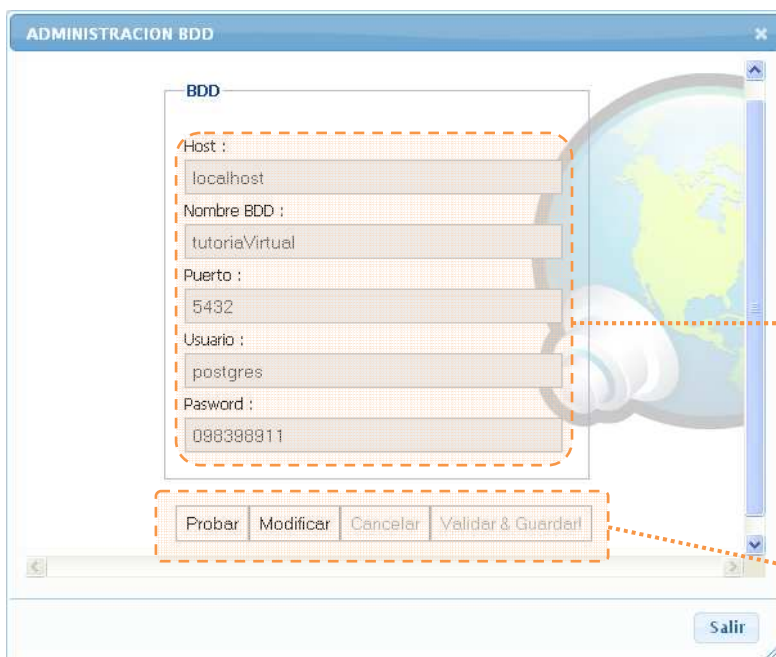 ADMINISTRACION BDD
BDD
Host :
localhost
Nombre BDD :
tutoriaVirtual
Puerto :
5432
Usuario :
postgres
Pasword :
098398911
Probar Modificar Cancelar Validar & Guardar!
Salir